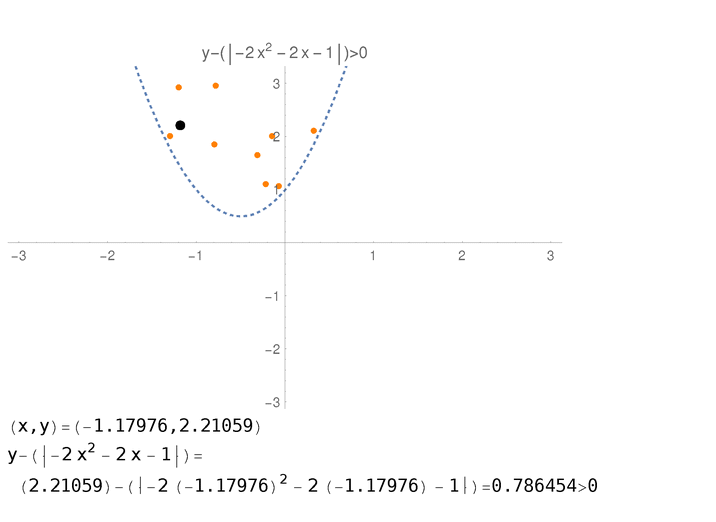 y−(|−2 x² − 2 x − 1|)>0
3
2
1
−3 −2 −1 1 2 3
−1
−2
−3
(x,y)=(−1.17976,2.21059)
y−(|−2 x² − 2 x − 1|)=
(2.21059)−(|−2 (−1.17976)² − 2 (−1.17976) − 1|)=0.786454>0